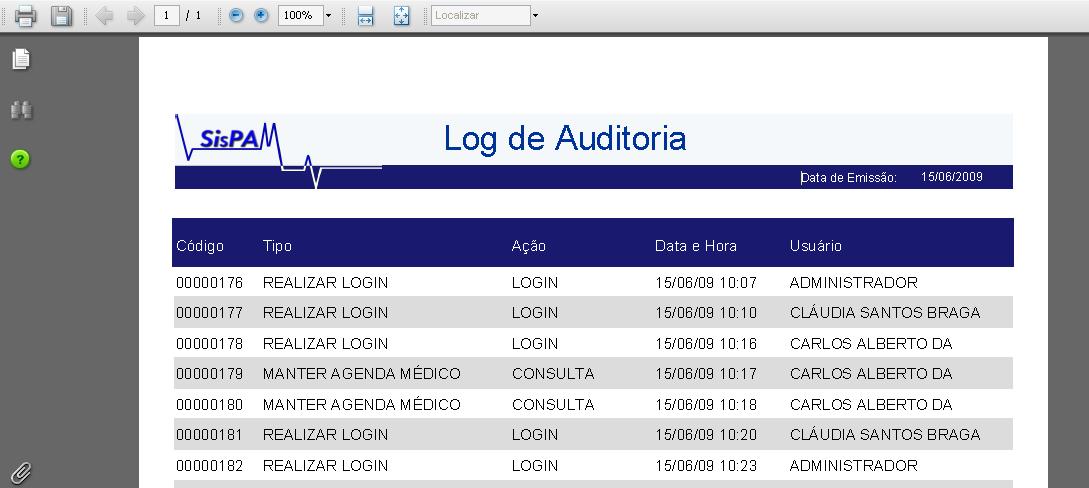 1 / 1 100% Localizar
SisPAM
Log de Auditoria
Data de Emissão: 15/06/2009
Código Tipo Ação Data e Hora Usuário
00000176 REALIZAR LOGIN LOGIN 15/06/09 10:07 ADMINISTRADOR
00000177 REALIZAR LOGIN LOGIN 15/06/09 10:10 CLÁUDIA SANTOS BRAGA
00000178 REALIZAR LOGIN LOGIN 15/06/09 10:16 CARLOS ALBERTO DA
00000179 MANTER AGENDA MÉDICO CONSULTA 15/06/09 10:17 CARLOS ALBERTO DA
00000180 MANTER AGENDA MÉDICO CONSULTA 15/06/09 10:18 CARLOS ALBERTO DA
00000181 REALIZAR LOGIN LOGIN 15/06/09 10:20 CLÁUDIA SANTOS BRAGA
00000182 REALIZAR LOGIN LOGIN 15/06/09 10:23 ADMINISTRADOR